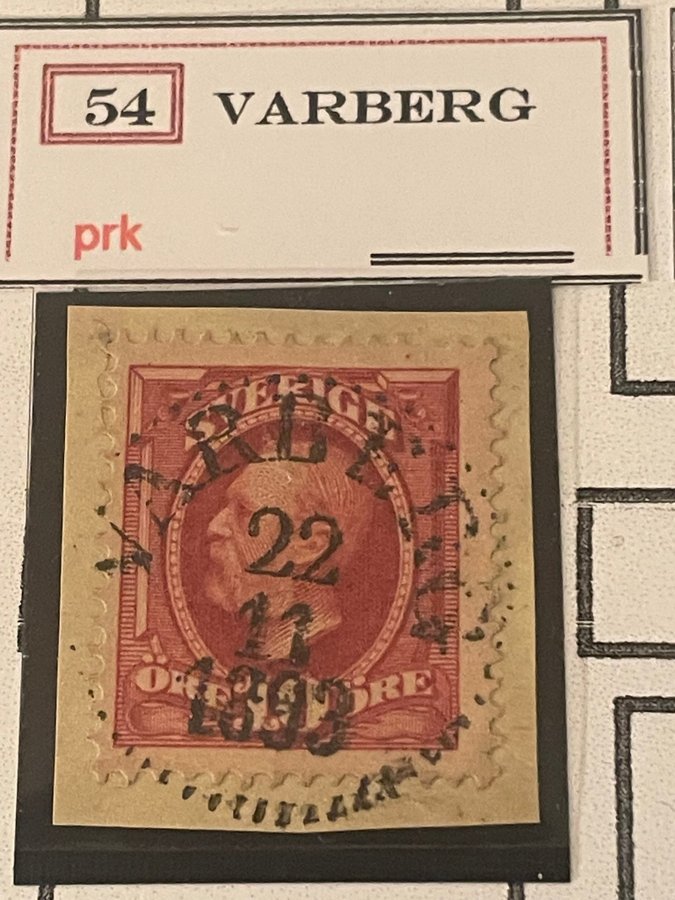 54 VARBERG
prk
SVERIGE
22
11
1893
ÖRE ÖRE